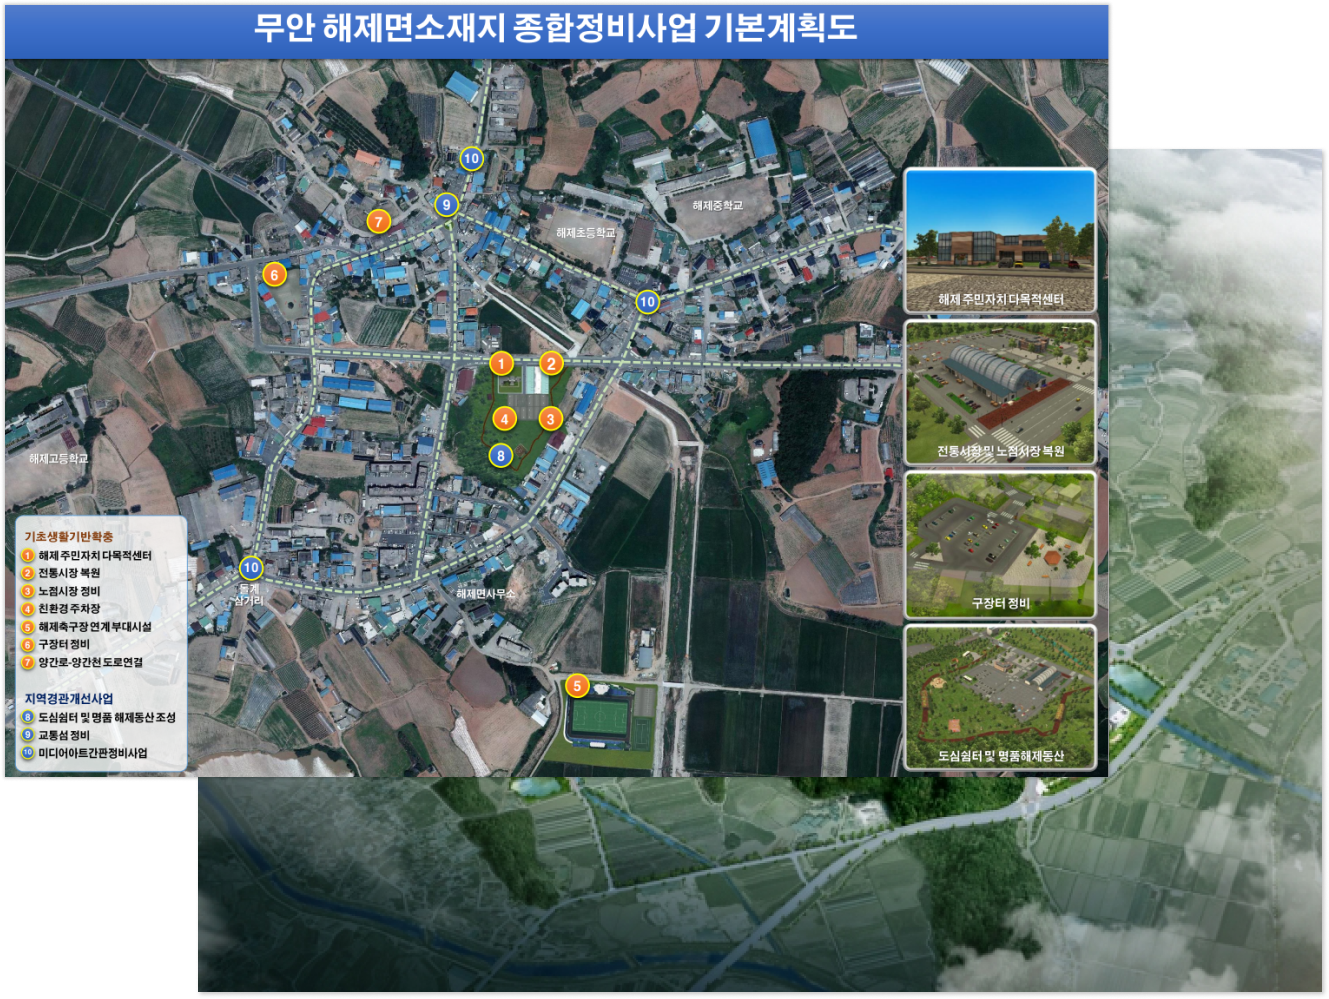 무안 해제면소재지 종합정비사업 기본계획도
10
9
7
해제중학교
해제초등학교
6
10
해제 주민자치 다목적센터
1
2
4
3
8
전통시장 및 노점시장 복원
해제고등학교
기초생활기반확충
1 해제 주민자치 다목적센터
2 전통시장 복원
3 노점시장 정비
4 친환경 주차장
5 해제축구장 연계 부대시설
6 구장터 정비
7 양간로-양간천 도로연결
지역경관개선사업
8 도심쉼터 및 명품 해제동산 조성
9 교통섬 정비
10 미디어아트간판정비사업
10
삼거리
해제면사무소
구장터 정비
5
도심쉼터 및 명품해제동산